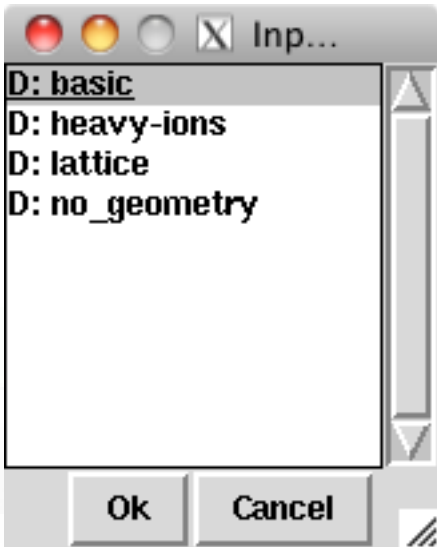 Inp...
D: basic
D: heavy-ions
D: lattice
D: no_geometry
Ok
Cancel